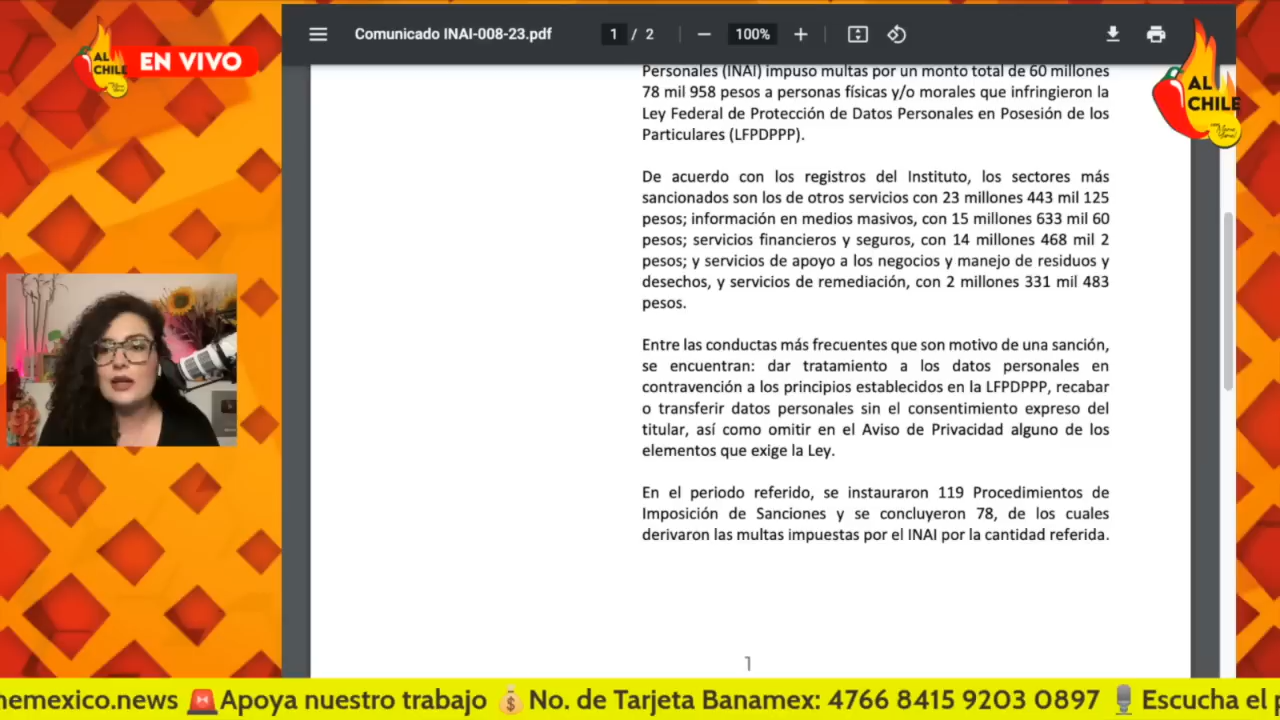 AL
CHILE
EN VIVO
Comunicado INAI-008-23.pdf
1 / 2
100%
AL
CHILE
Personales (INAI) impuso multas por un monto total de 60 millones
78 mil 958 pesos a personas físicas y/o morales que infringieron la
Ley Federal de Protección de Datos Personales en Posesión de los
Particulares (LFPDPPP).
De acuerdo con los registros del Instituto, los sectores más
sancionados son los de otros servicios con 23 millones 443 mil 125
pesos; información en medios masivos, con 15 millones 633 mil 60
pesos; servicios financieros y seguros, con 14 millones 468 mil 2
pesos; y servicios de apoyo a los negocios y manejo de residuos y
desechos, y servicios de remediación, con 2 millones 331 mil 483
pesos.
Entre las conductas más frecuentes que son motivo de una sanción,
se encuentran: dar tratamiento a los datos personales en
contravención a los principios establecidos en la LFPDPPP, recabar
o transferir datos personales sin el consentimiento expreso del
titular, así como omitir en el Aviso de Privacidad alguno de los
elementos que exige la Ley.
En el periodo referido, se instauraron 119 Procedimientos de
Imposición de Sanciones y se concluyeron 78, de los cuales
derivaron las multas impuestas por el INAI por la cantidad referida.
1
nemexico.news 🚨Apoya nuestro trabajo 💰No. de Tarjeta Banamex: 4766 8415 9203 0897 🎙️Escucha el p